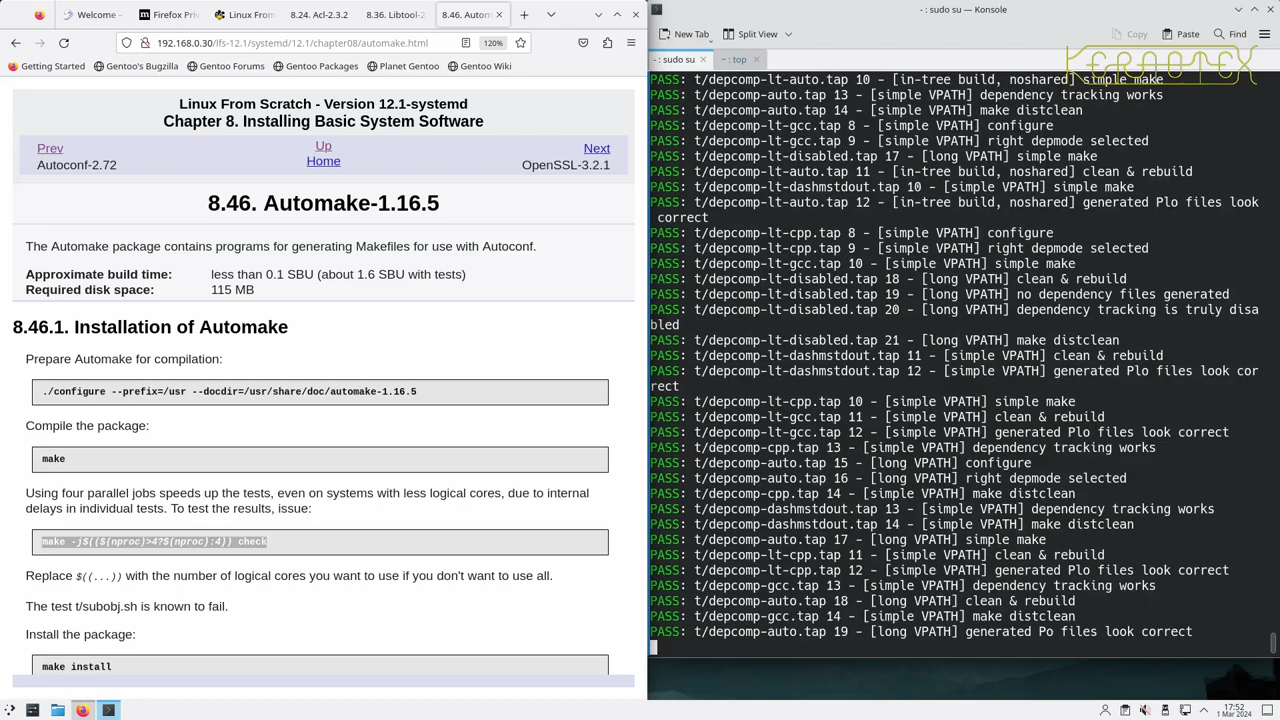 Welcome –
Firefox Priv
Linux From
8.24. Acl-2.3.2
8.36. Libtool-2.
8.46. Autom
192.168.0.30/lfs-12.1/systemd/12.1/chapter08/automake.html
120%
Getting Started
Gentoo's Bugzilla
Gentoo Forums
Gentoo Packages
Planet Gentoo
Gentoo Wiki
Linux From Scratch - Version 12.1-systemd
Chapter 8. Installing Basic System Software
Prev
Up
Next
Autoconf-2.72
Home
OpenSSL-3.2.1
8.46. Automake-1.16.5
The Automake package contains programs for generating Makefiles for use with Autoconf.
Approximate build time: less than 0.1 SBU (about 1.6 SBU with tests)
Required disk space: 115 MB
8.46.1. Installation of Automake
Prepare Automake for compilation:
./configure --prefix=/usr --docdir=/usr/share/doc/automake-1.16.5
Compile the package:
make
Using four parallel jobs speeds up the tests, even on systems with less logical cores, due to internal
delays in individual tests. To test the results, issue:
make -j$(($(nproc)>4?$(nproc):4)) check
Replace $((...)) with the number of logical cores you want to use if you don't want to use all.
The test t/subobj.sh is known to fail.
Install the package:
make install
- : sudo su — Konsole
New Tab
Split View
Copy
Paste
Find
- : sudo su
~ : top
KERNOTEX
PASS: t/depcomp-lt-auto.tap 10 - [in-tree build, noshared] simple make
PASS: t/depcomp-auto.tap 13 - [simple VPATH] dependency tracking works
PASS: t/depcomp-auto.tap 14 - [simple VPATH] make distclean
PASS: t/depcomp-lt-gcc.tap 8 - [simple VPATH] configure
PASS: t/depcomp-lt-gcc.tap 9 - [simple VPATH] right depmode selected
PASS: t/depcomp-lt-disabled.tap 17 - [long VPATH] simple make
PASS: t/depcomp-lt-auto.tap 11 - [in-tree build, noshared] clean & rebuild
PASS: t/depcomp-lt-dashmstdout.tap 10 - [simple VPATH] simple make
PASS: t/depcomp-lt-auto.tap 12 - [in-tree build, noshared] generated Plo files look
correct
PASS: t/depcomp-lt-cpp.tap 8 - [simple VPATH] configure
PASS: t/depcomp-lt-cpp.tap 9 - [simple VPATH] right depmode selected
PASS: t/depcomp-lt-gcc.tap 10 - [simple VPATH] simple make
PASS: t/depcomp-lt-disabled.tap 18 - [long VPATH] clean & rebuild
PASS: t/depcomp-lt-disabled.tap 19 - [long VPATH] no dependency files generated
PASS: t/depcomp-lt-disabled.tap 20 - [long VPATH] dependency tracking is truly disa
bled
PASS: t/depcomp-lt-disabled.tap 21 - [long VPATH] make distclean
PASS: t/depcomp-lt-dashmstdout.tap 11 - [simple VPATH] clean & rebuild
PASS: t/depcomp-lt-dashmstdout.tap 12 - [simple VPATH] generated Plo files look cor
rect
PASS: t/depcomp-lt-cpp.tap 10 - [simple VPATH] simple make
PASS: t/depcomp-lt-gcc.tap 11 - [simple VPATH] clean & rebuild
PASS: t/depcomp-lt-gcc.tap 12 - [simple VPATH] generated Plo files look correct
PASS: t/depcomp-cpp.tap 13 - [simple VPATH] dependency tracking works
PASS: t/depcomp-auto.tap 15 - [long VPATH] configure
PASS: t/depcomp-auto.tap 16 - [long VPATH] right depmode selected
PASS: t/depcomp-cpp.tap 14 - [simple VPATH] make distclean
PASS: t/depcomp-dashmstdout.tap 13 - [simple VPATH] dependency tracking works
PASS: t/depcomp-dashmstdout.tap 14 - [simple VPATH] make distclean
PASS: t/depcomp-auto.tap 17 - [long VPATH] simple make
PASS: t/depcomp-lt-cpp.tap 11 - [simple VPATH] clean & rebuild
PASS: t/depcomp-lt-cpp.tap 12 - [simple VPATH] generated Plo files look correct
PASS: t/depcomp-gcc.tap 13 - [simple VPATH] dependency tracking works
PASS: t/depcomp-auto.tap 18 - [long VPATH] clean & rebuild
PASS: t/depcomp-gcc.tap 14 - [simple VPATH] make distclean
PASS: t/depcomp-auto.tap 19 - [long VPATH] generated Po files look correct
17:52
1 Mar 2024